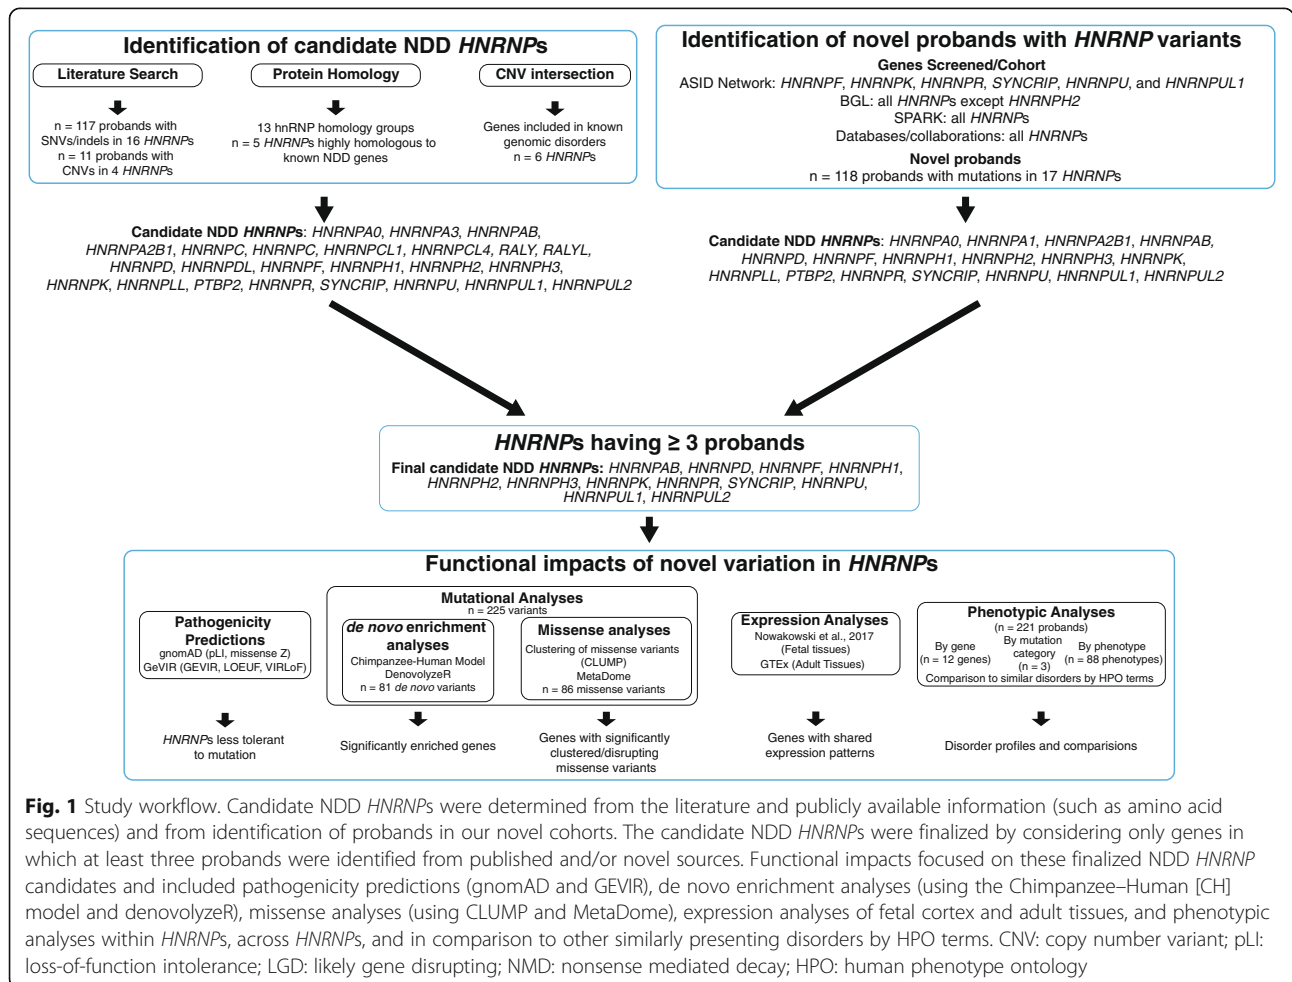 Identification of candidate NDD HNRNPs
Literature Search
n = 117 probands with
SNVs/indels in 16 HNRNPs
n = 11 probands with
CNVs in 4 HNRNPs
Protein Homology
13 hnRNP homology groups
n = 5 HNRNPs highly homologous to
known NDD genes
CNV intersection
Genes included in known
genomic disorders
n = 6 HNRNPs
Identification of novel probands with HNRNP variants
Genes Screened/Cohort
ASID Network: HNRNPF, HNRNPK, HNRNPR, SYNCRIP, HNRNPU, and HNRNPUL1
BGL: all HNRNPs except HNRNPH2
SPARK: all HNRNPs
Databases/collaborations: all HNRNPs
Novel probands
n = 118 probands with mutations in 17 HNRNPs
Candidate NDD HNRNPs: HNRNPA0, HNRNPA3, HNRNPAB,
HNRNPA2B1, HNRNPC, HNRNPC, HNRNPCL1, HNRNPCL4, RALY, RALYL,
HNRNPD, HNRNPDL, HNRNPF, HNRNPH1, HNRNPH2, HNRNPH3,
HNRNPK, HNRNPLL, PTBP2, HNRNPR, SYNCRIP, HNRNPU, HNRNPUL1, HNRNPUL2
Candidate NDD HNRNPs: HNRNPA0, HNRNPA1, HNRNPA2B1, HNRNPAB,
HNRNPD, HNRNPF, HNRNPH1, HNRNPH2, HNRNPH3, HNRNPK,
HNRNPLL, PTBP2, HNRNPR, SYNCRIP, HNRNPU, HNRNPUL1, HNRNPUL2
HNRNPs having ≥ 3 probands
Final candidate NDD HNRNPs: HNRNPAB, HNRNPD, HNRNPF, HNRNPH1,
HNRNPH2, HNRNPH3, HNRNPK, HNRNPR, SYNCRIP, HNRNPU,
HNRNPUL1, HNRNPUL2
Functional impacts of novel variation in HNRNPs
Pathogenicity
Predictions
gnomAD (pLI, missense Z)
GeVIR (GEVIR, LOEUF, VIRLoF)
HNRNPs less tolerant
to mutation
Mutational Analyses
n = 225 variants
de novo enrichment
analyses
Chimpanzee-Human Model
DenovolyzeR
n = 81 de novo variants
Significantly enriched genes
Missense analyses
Clustering of missense variants
(CLUMP)
MetaDome
n = 86 missense variants
Genes with significantly
clustered/disrupting
missense variants
Expression Analyses
Nowakowski et al., 2017
(Fetal tissues)
GTEx (Adult Tissues)
Genes with shared
expression patterns
Phenotypic Analyses
(n = 221 probands)
By gene
(n = 12 genes)
By mutation
category
(n = 3)
By phenotype
(n = 88 phenotypes)
Comparison to similar disorders by HPO terms
Disorder profiles and comparisions
Fig. 1 Study workflow. Candidate NDD HNRNPs were determined from the literature and publicly available information (such as amino acid
sequences) and from identification of probands in our novel cohorts. The candidate NDD HNRNPs were finalized by considering only genes in
which at least three probands were identified from published and/or novel sources. Functional impacts focused on these finalized NDD HNRNP
candidates and included pathogenicity predictions (gnomAD and GEVIR), de novo enrichment analyses (using the Chimpanzee–Human [CH]
model and denovolyzeR), missense analyses (using CLUMP and MetaDome), expression analyses of fetal cortex and adult tissues, and phenotypic
analyses within HNRNPs, across HNRNPs, and in comparison to other similarly presenting disorders by HPO terms. CNV: copy number variant; pLI:
loss-of-function intolerance; LGD: likely gene disrupting; NMD: nonsense mediated decay; HPO: human phenotype ontology